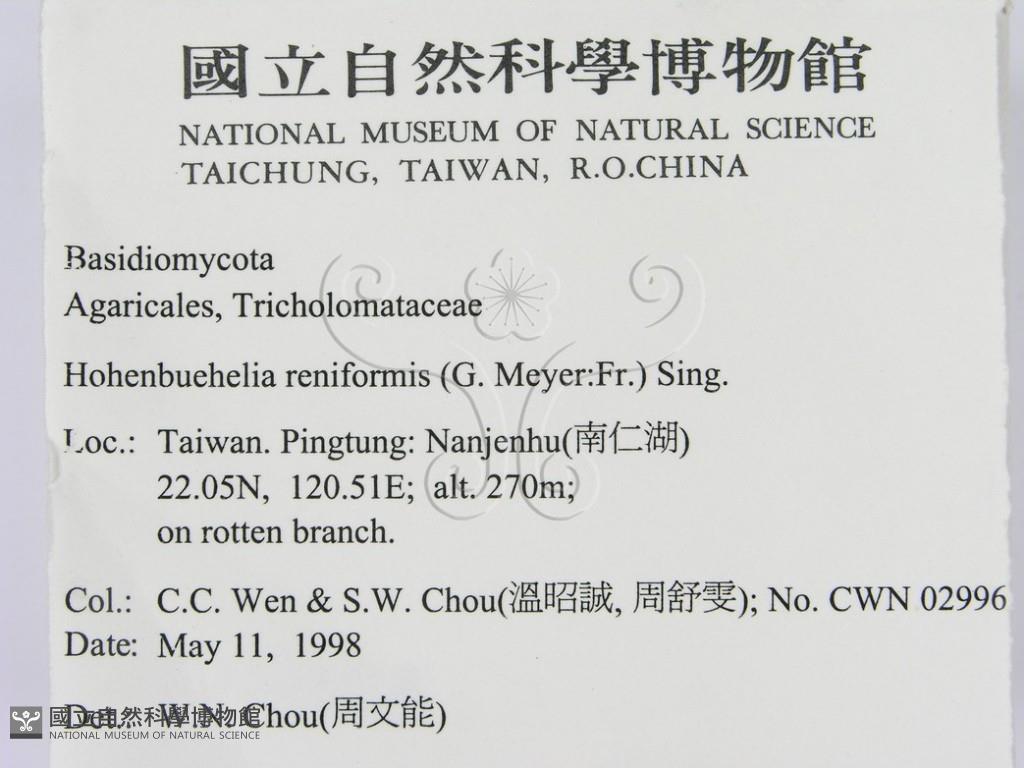 國立自然科學博物館
NATIONAL MUSEUM OF NATURAL SCIENCE
TAICHUNG, TAIWAN, R.O.CHINA
Basidiomycota
Agaricales, Tricholomataceae
Hohenbuehelia reniformis (G. Meyer:Fr.) Sing.
Loc.: Taiwan. Pingtung: Nanjenhu(南仁湖)
22.05N, 120.51E; alt. 270m;
on rotten branch.
Col.: C.C. Wen & S.W. Chou(溫昭誠, 周舒雯); No. CWN 02996
Date: May 11, 1998
Det.: W.N. Chou(周文能)
國立自然科學博物館
NATIONAL MUSEUM OF NATURAL SCIENCE